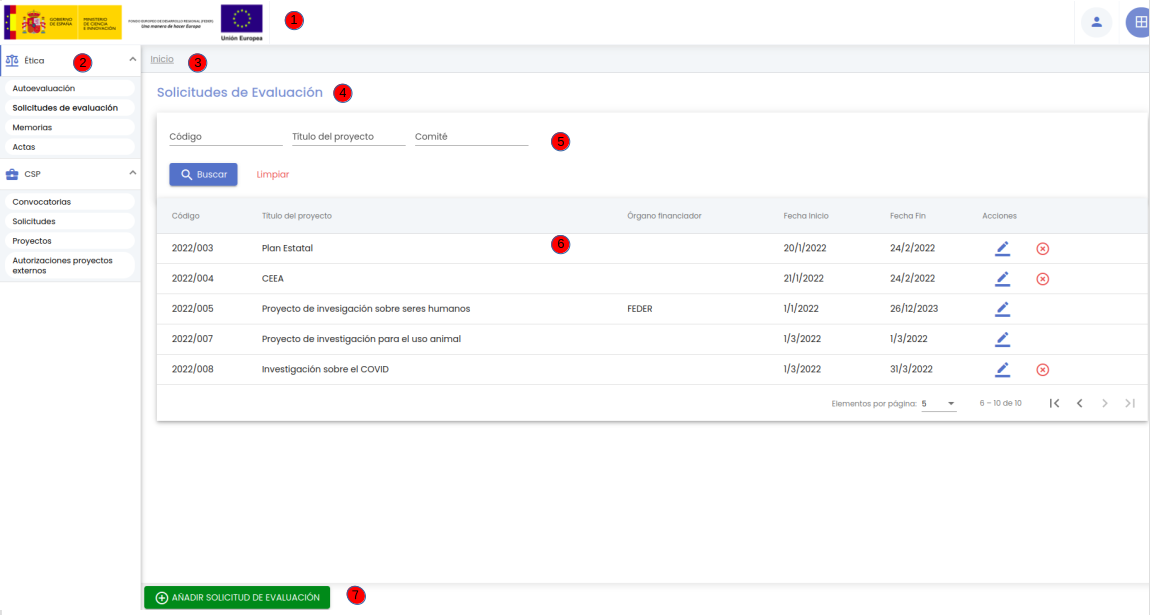 GOBIERNO DE ESPAÑA
MINISTERIO DE CIENCIA E INNOVACIÓN
FONDO EUROPEO DE DESARROLLO REGIONAL (FEDER)
Una manera de hacer Europa
Unión Europea
1
Ética
2
Inicio
3
Autoevaluación
Solicitudes de evaluación
Memorias
Actas
CSP
Convocatorias
Solicitudes
Proyectos
Autorizaciones proyectos
externos
Solicitudes de Evaluación
4
Código Título del proyecto Comité
5
Buscar Limpiar
Código Título del proyecto Órgano financiador Fecha Inicio Fecha Fin Acciones
6
2022/003 Plan Estatal 20/1/2022 24/2/2022
2022/004 CEEA 21/1/2022 24/2/2022
2022/005 Proyecto de invesigación sobre seres humanos FEDER 1/1/2022 26/12/2023
2022/007 Proyecto de investigación para el uso animal 1/3/2022 1/3/2022
2022/008 Investigación sobre el COVID 1/3/2022 31/3/2022
Elementos por página: 5 6 – 10 de 10
AÑADIR SOLICITUD DE EVALUACIÓN
7